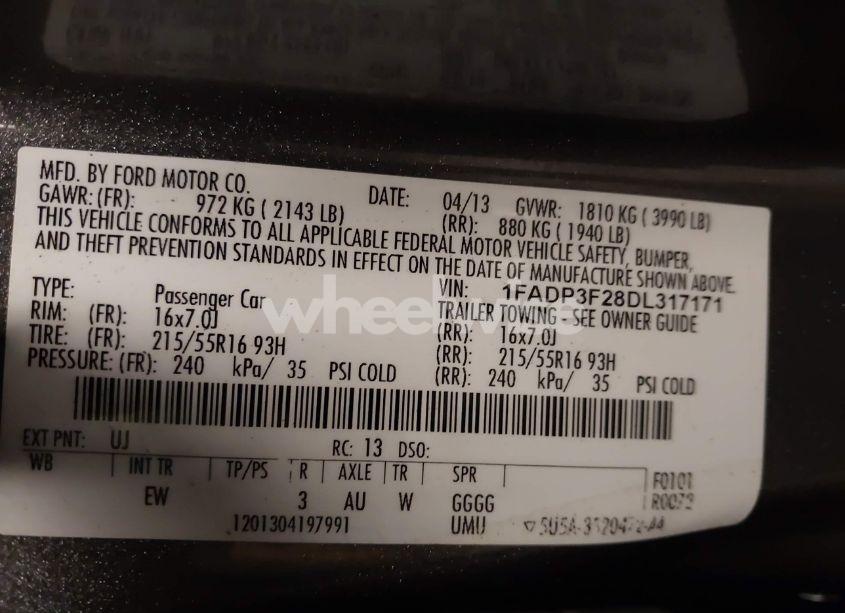 MFD. BY FORD MOTOR CO. DATE: 04/13 GVWR: 1810 KG ( 3990 LB)
GAWR: (FR): 972 KG ( 2143 LB) (RR): 880 KG ( 1940 LB)
THIS VEHICLE CONFORMS TO ALL APPLICABLE FEDERAL MOTOR VEHICLE SAFETY, BUMPER,
AND THEFT PREVENTION STANDARDS IN EFFECT ON THE DATE OF MANUFACTURE SHOWN ABOVE.
VIN: 1FADP3F28DL317171
TYPE: Passenger Car TRAILER TOWING - SEE OWNER GUIDE
RIM: (FR): 16x7.0J (RR): 16x7.0J
TIRE: (FR): 215/55R16 93H (RR): 215/55R16 93H
PRESSURE: (FR): 240 kPa/ 35 PSI COLD (RR): 240 kPa/ 35 PSI COLD
EXT PNT: UJ RC: 13 DSO:
WB INT TR TP/PS R AXLE TR SPR F0101
EW 3 AU W GGGG R0073
1201304197991 UMU